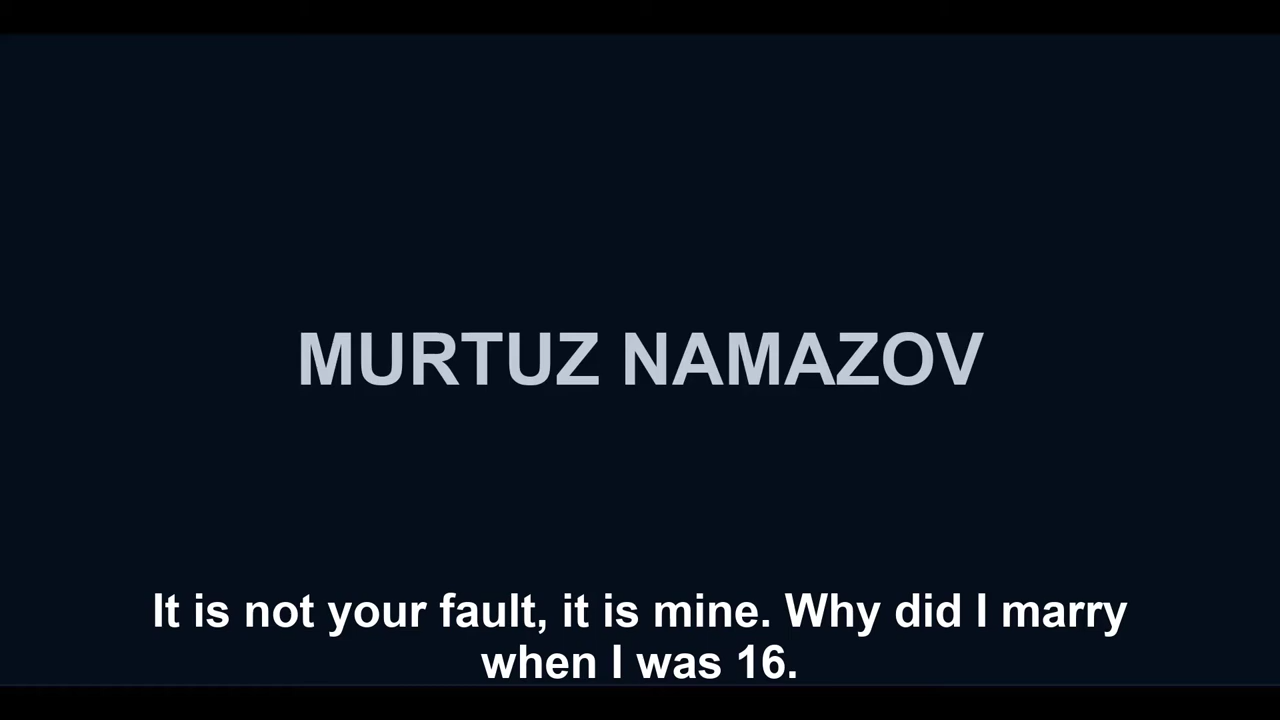 MURTUZ NAMAZOV
It is not your fault, it is mine. Why did I marry
when I was 16.